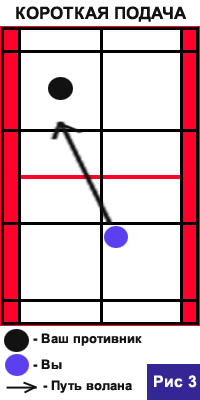 КОРОТКАЯ ПОДАЧА
- Ваш противник
- Вы
- Путь волана
Рис 3